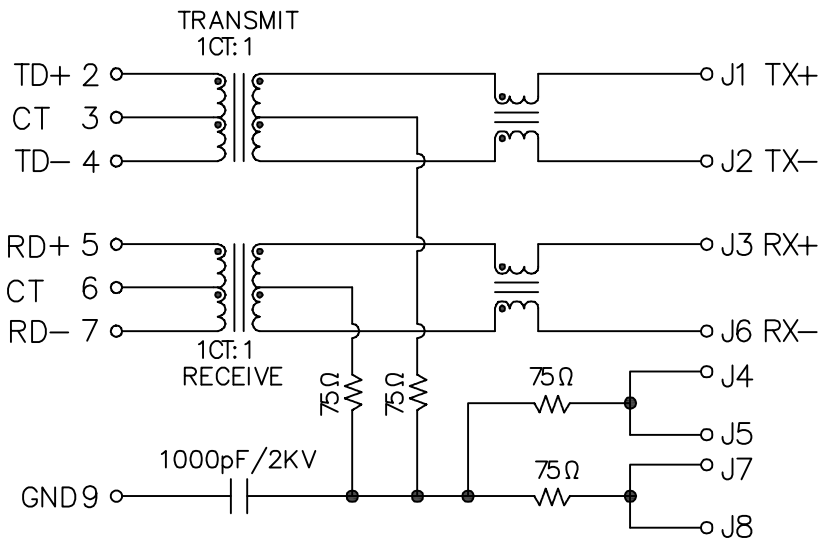 TRANSMIT
1CT:1
TD+ 2
J1 TX+
CT 3
TD- 4
J2 TX-
RD+ 5
J3 RX+
CT 6
RD- 7
J6 RX-
1CT:1
RECEIVE
75Ω
75Ω
75Ω
J4
J5
1000pF/2KV
75Ω
J7
GND 9
J8